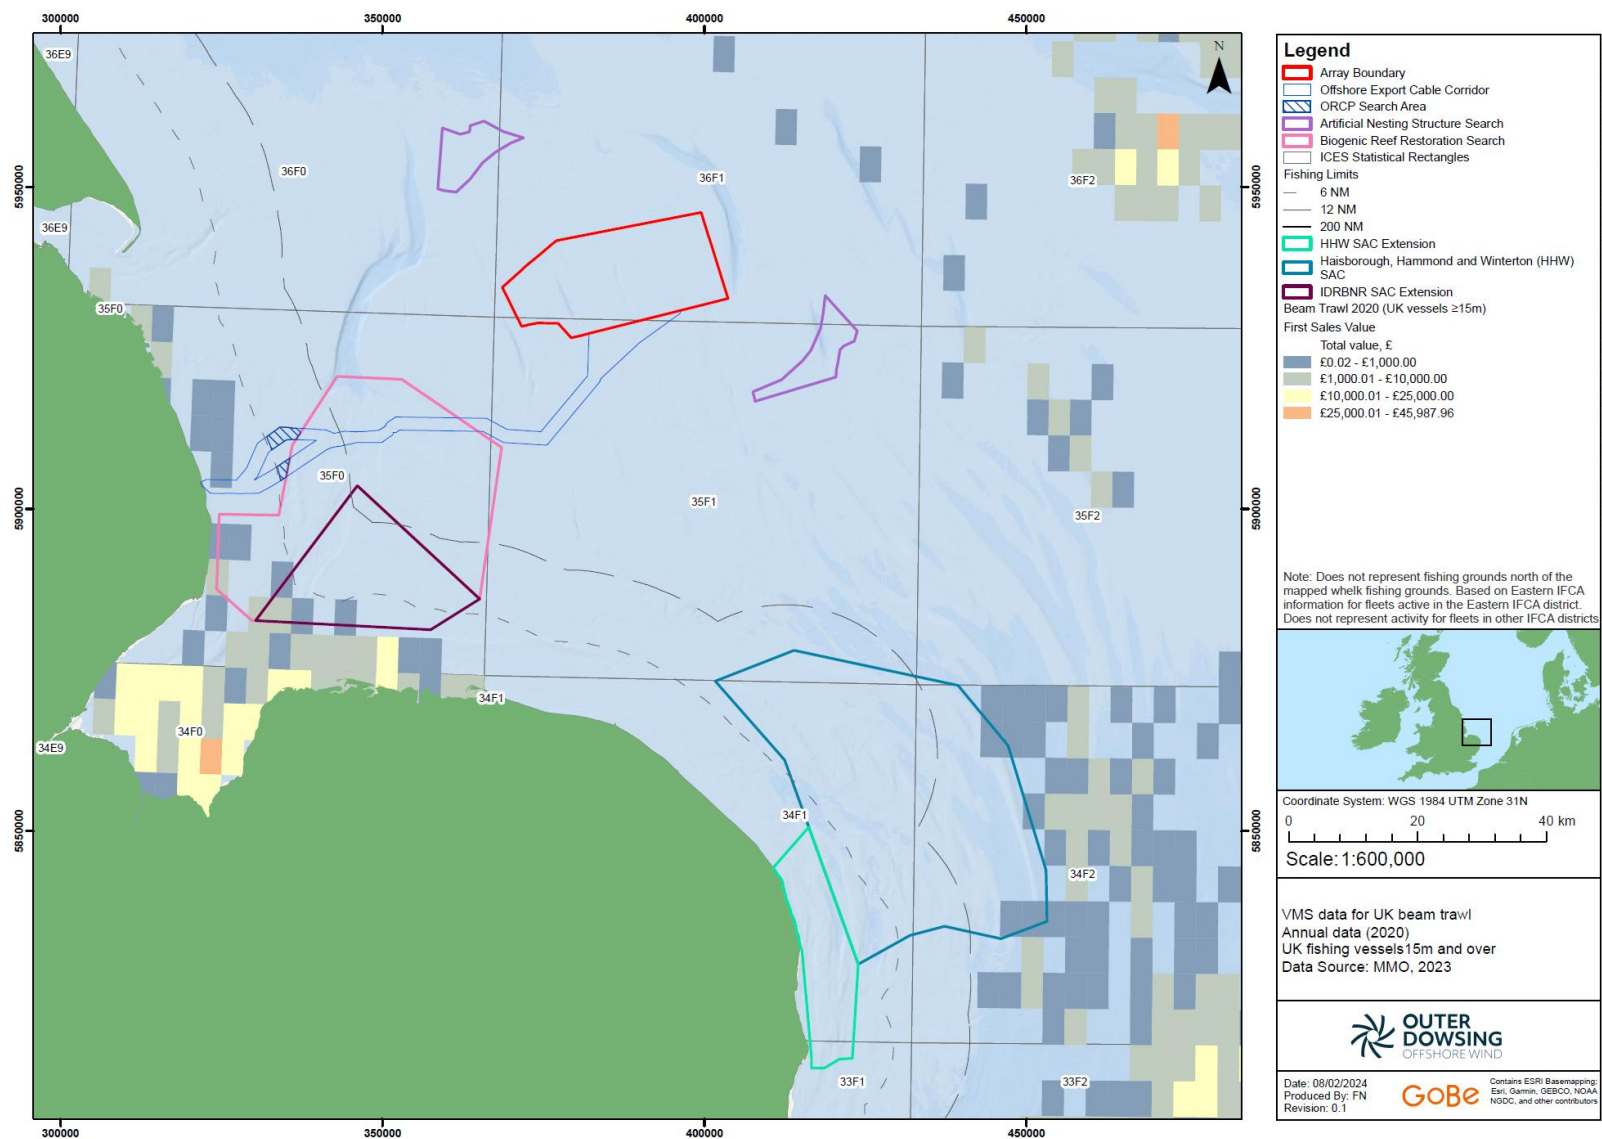 300000
350000
400000
450000
36E9
N
36F0
36F1
36F2
36E9
35F0
35F0
35F1
35F2
34F1
34F0
34E9
34F1
34F2
33F1
33F2
5950000
5900000
5850000
5950000
5900000
5850000
300000
350000
400000
450000
Legend
Array Boundary
Offshore Export Cable Corridor
ORCP Search Area
Artificial Nesting Structure Search
Biogenic Reef Restoration Search
ICES Statistical Rectangles
Fishing Limits
6 NM
12 NM
200 NM
HHW SAC Extension
Haisborough, Hammond and Winterton (HHW)
SAC
IDRBNR SAC Extension
Beam Trawl 2020 (UK vessels ≥15m)
First Sales Value
Total value, £
£0.02 - £1,000.00
£1,000.01 - £10,000.00
£10,000.01 - £25,000.00
£25,000.01 - £45,987.96
Note: Does not represent fishing grounds north of the
mapped whelk fishing grounds. Based on Eastern IFCA
information for fleets active in the Eastern IFCA district.
Does not represent activity for fleets in other IFCA districts
Coordinate System: WGS 1984 UTM Zone 31N
0 20 40 km
Scale: 1:600,000
VMS data for UK beam trawl
Annual data (2020)
UK fishing vessels15m and over
Data Source: MMO, 2023
OUTER
DOWSING
OFFSHORE WIND
Date: 08/02/2024
Produced By: FN
Revision: 0.1
GoBe
Contains ESRI Basemapping;
Esri, Garmin, GEBCO, NOAA
NGDC, and other contributors